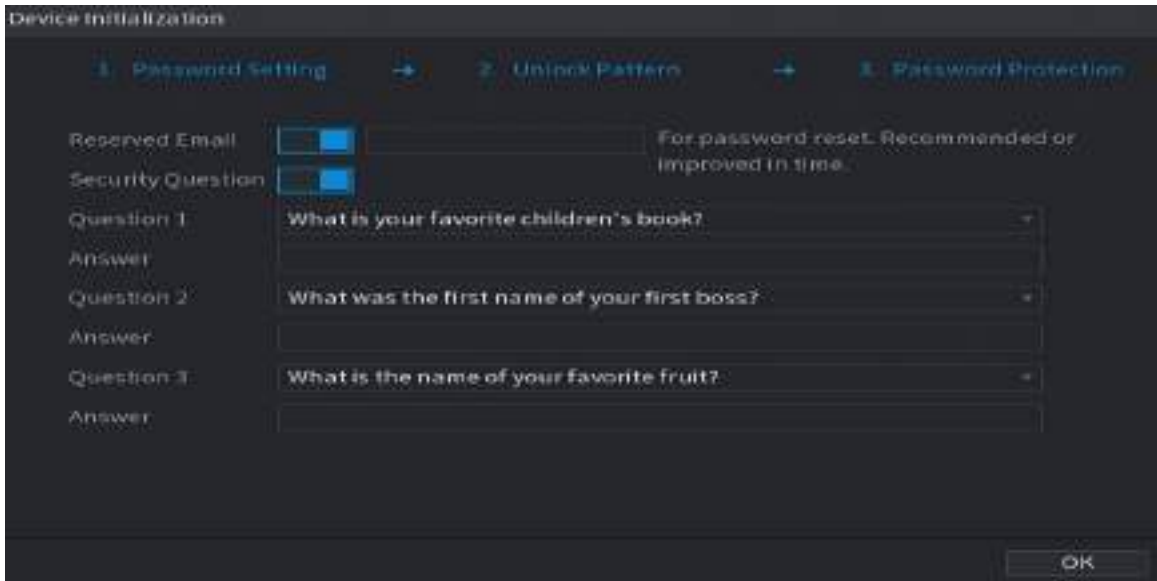 Device Initialization
1. Password Setting → 2. Unlock Pattern → 3. Password Protection
Reserved Email For password reset. Recommended or
improved in time.
Security Question
Question 1 What is your favorite children's book?
Answer
Question 2 What was the first name of your first boss?
Answer
Question 3 What is the name of your favorite fruit?
Answer
OK